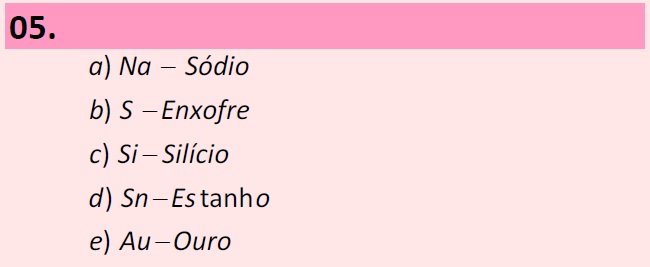 05.
a) Na – Sódio
b) S – Enxofre
c) Si – Silício
d) Sn – Estanho
e) Au – Ouro